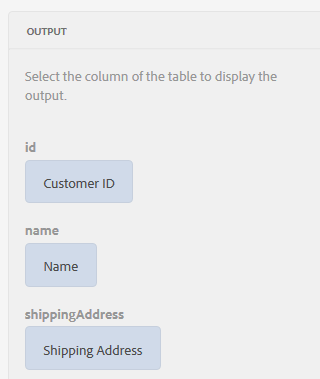 OUTPUT
Select the column of the table to display the
output.
id
Customer ID
name
Name
shippingAddress
Shipping Address